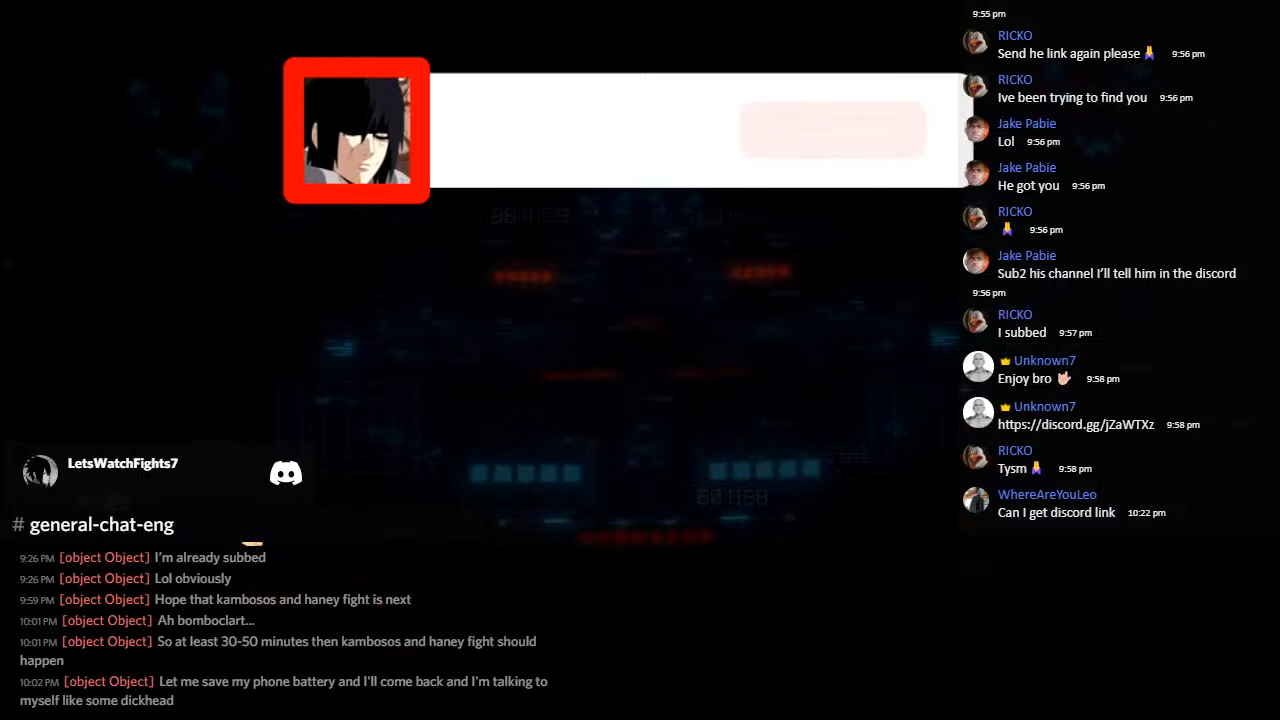 9:55 pm
RICKO
Send he link again please 9:56 pm
RICKO
Ive been trying to find you 9:56 pm
Jake Pabie
Lol 9:56 pm
Jake Pabie
He got you 9:56 pm
RICKO
9:56 pm
Jake Pabie
Sub2 his channel I'll tell him in the discord
9:56 pm
RICKO
I subbed 9:57 pm
Unknown7
Enjoy bro 🤟🏻 9:58 pm
Unknown7
https://discord.gg/jZaWTXz 9:58 pm
RICKO
Tysm 9:58 pm
WhereAreYouLeo
Can I get discord link 10:22 pm
LetsWatchFights7
# general-chat-eng
9:26 PM [object Object] I'm already subbed
9:26 PM [object Object] Lol obviously
9:59 PM [object Object] Hope that kambosos and haney fight is next
10:01 PM [object Object] Ah bomboclart...
10:01 PM [object Object] So at least 30-50 minutes then kambosos and haney fight should
happen
10:02 PM [object Object] Let me save my phone battery and I'll come back and I'm talking to
myself like some dickhead